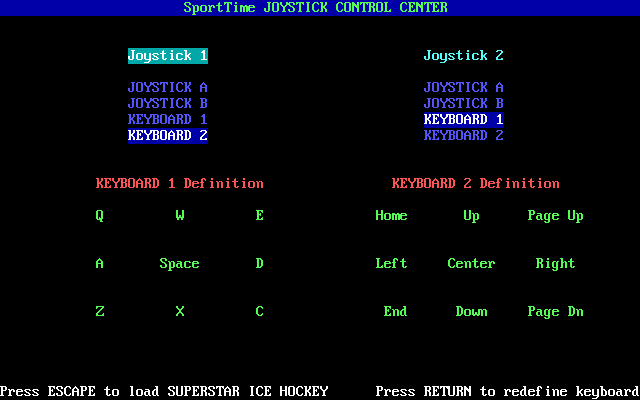 SportTime JOYSTICK CONTROL CENTER
Joystick 1 Joystick 2
JOYSTICK A JOYSTICK A
JOYSTICK B JOYSTICK B
KEYBOARD 1 KEYBOARD 1
KEYBOARD 2 KEYBOARD 2
KEYBOARD 1 Definition KEYBOARD 2 Definition
Q W E Home Up Page Up
A Space D Left Center Right
Z X C End Down Page Dn
Press ESCAPE to load SUPERSTAR ICE HOCKEY Press RETURN to redefine keyboard